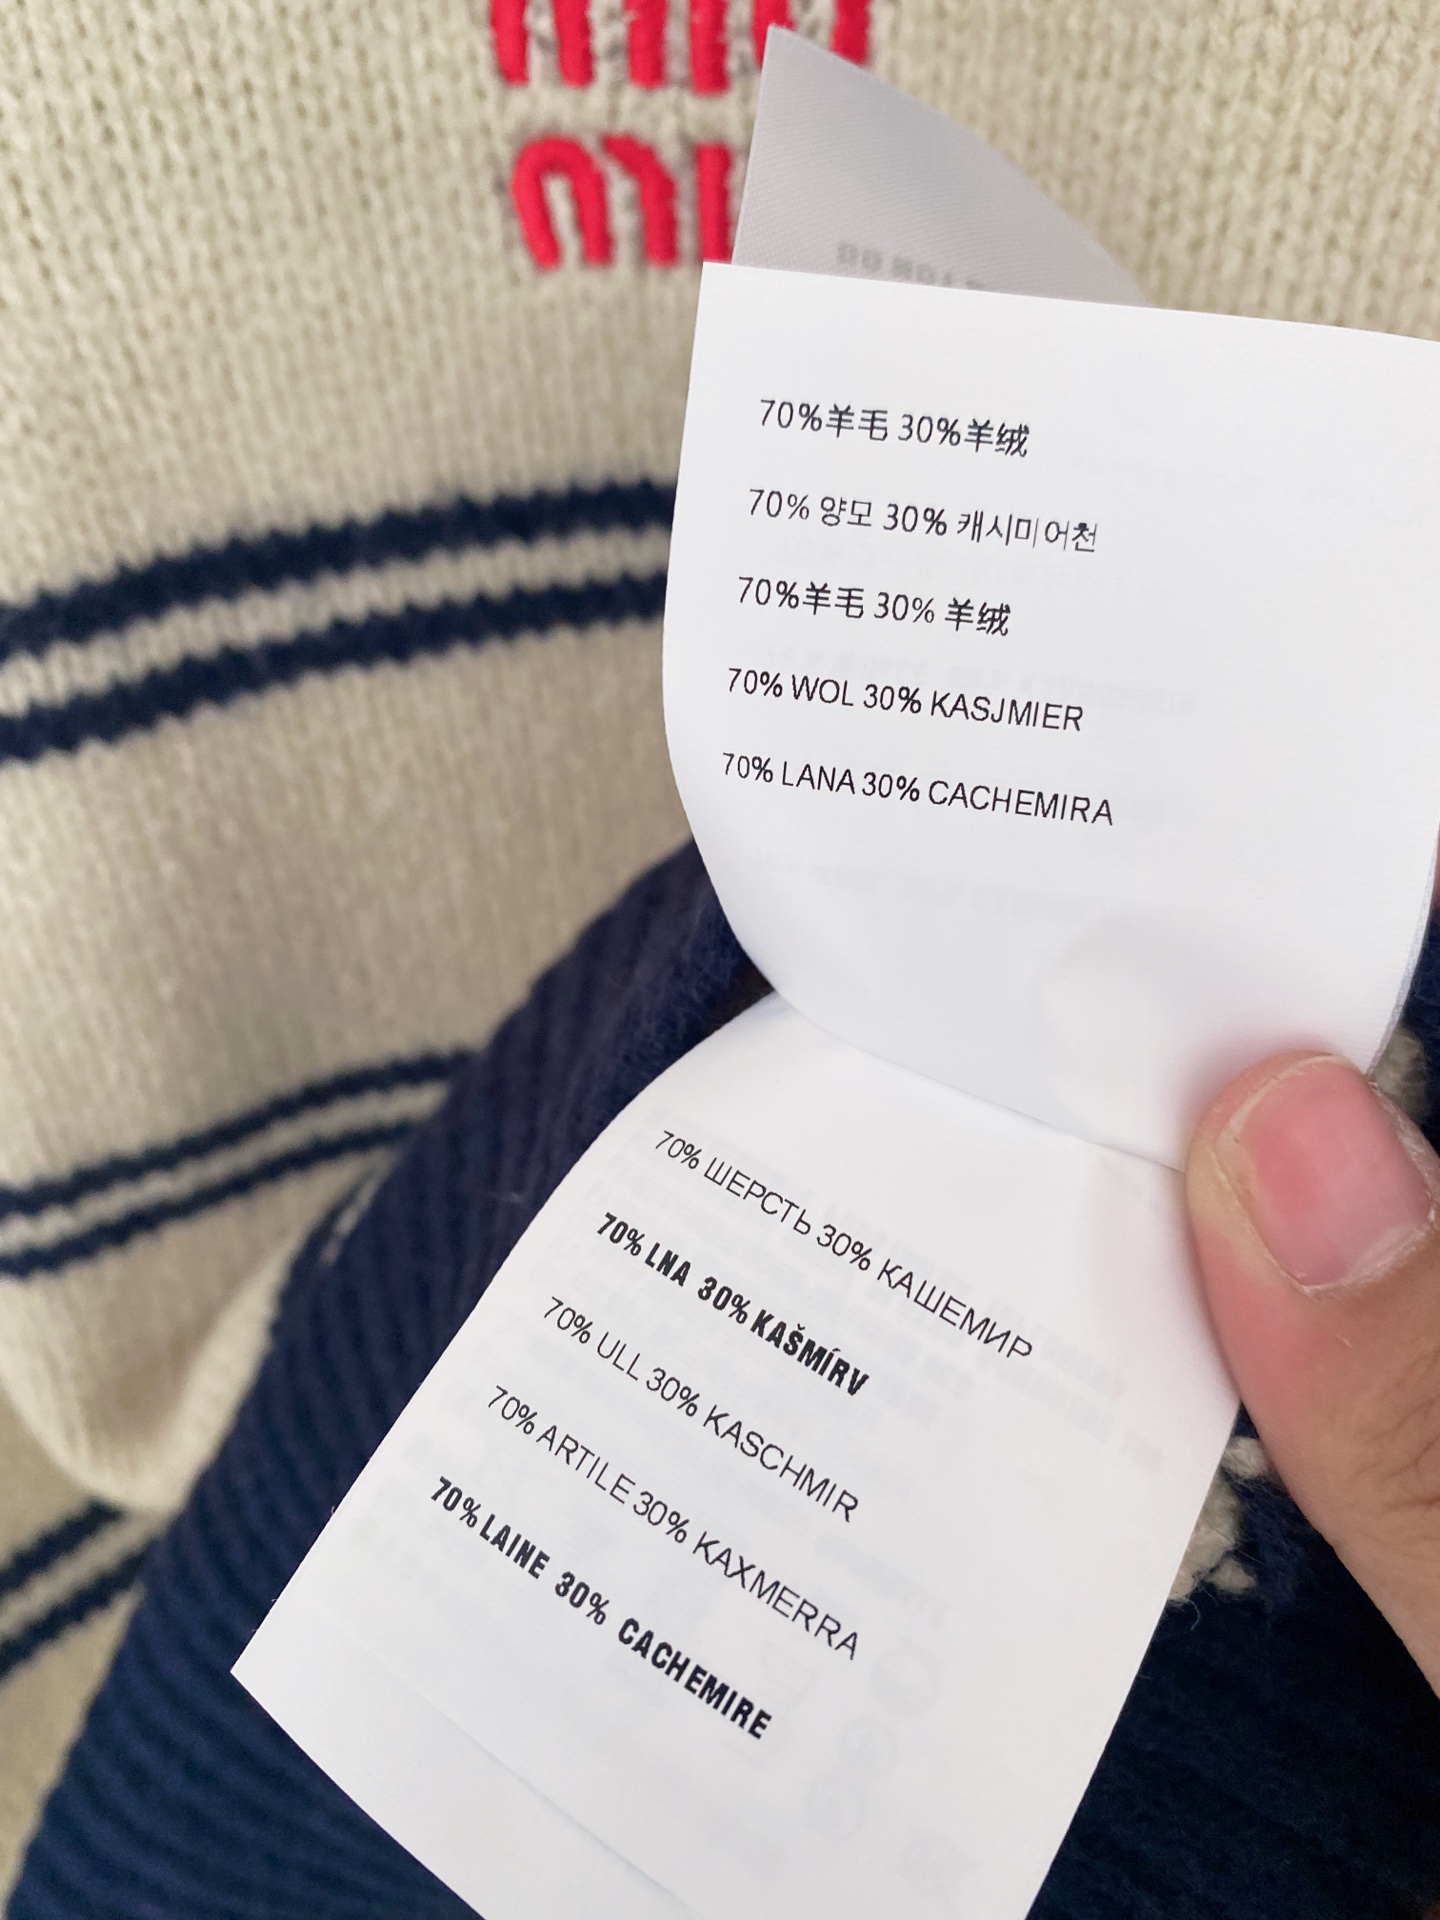 miu
miu
70%羊毛 30%羊绒
70% 양모 30% 캐시미어천
70%羊毛 30% 羊绒
70% WOL 30% KASJMIER
70% LANA 30% CACHEMIRA
70% ШЕРСТЬ 30% КАШЕМИР
70% LNA 30% KAŠMÍRV
70% ULL 30% KASCHMIR
70% ARTILE 30% KAXMERRA
70% LAINE 30% CACHEMIRE